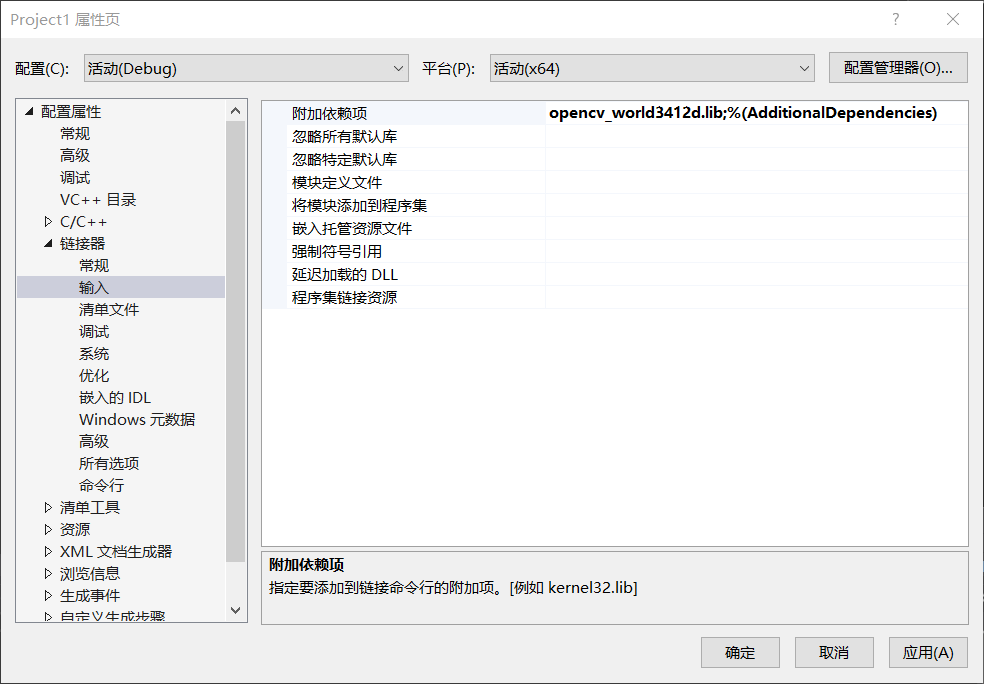 Project1 属性页
?
配置(C): 活动(Debug) 平台(P): 活动(x64) 配置管理器(O)...
配置属性
常规
高级
调试
VC++ 目录
C/C++
链接器
常规
输入
清单文件
调试
系统
优化
嵌入的 IDL
Windows 元数据
高级
所有选项
命令行
清单工具
资源
XML 文档生成器
浏览信息
生成事件
自定义生成步骤
附加依赖项 opencv_world3412d.lib;%(AdditionalDependencies)
忽略所有默认库
忽略特定默认库
模块定义文件
将模块添加到程序集
嵌入托管资源文件
强制符号引用
延迟加载的 DLL
程序集链接资源
附加依赖项
指定要添加到链接命令行的附加项。[例如 kernel32.lib]
确定 取消 应用(A)